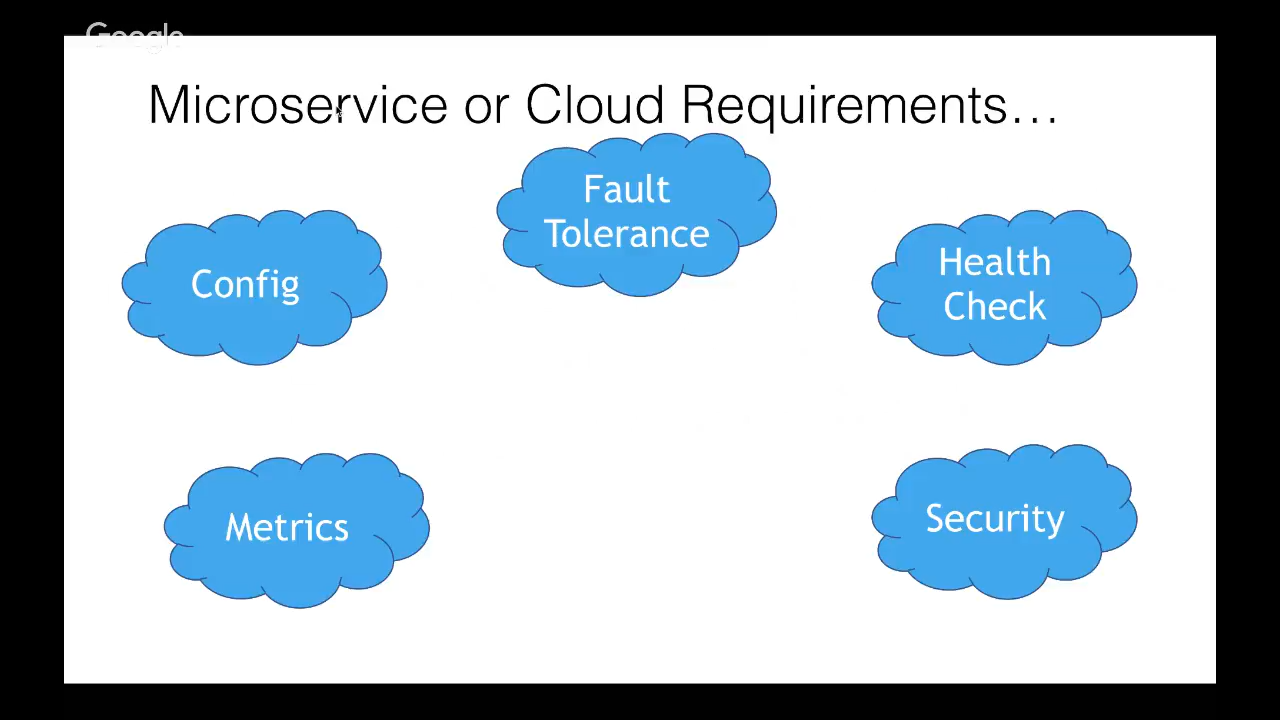 Google
Microservice or Cloud Requirements…
Fault
Tolerance
Config
Health
Check
Metrics
Security